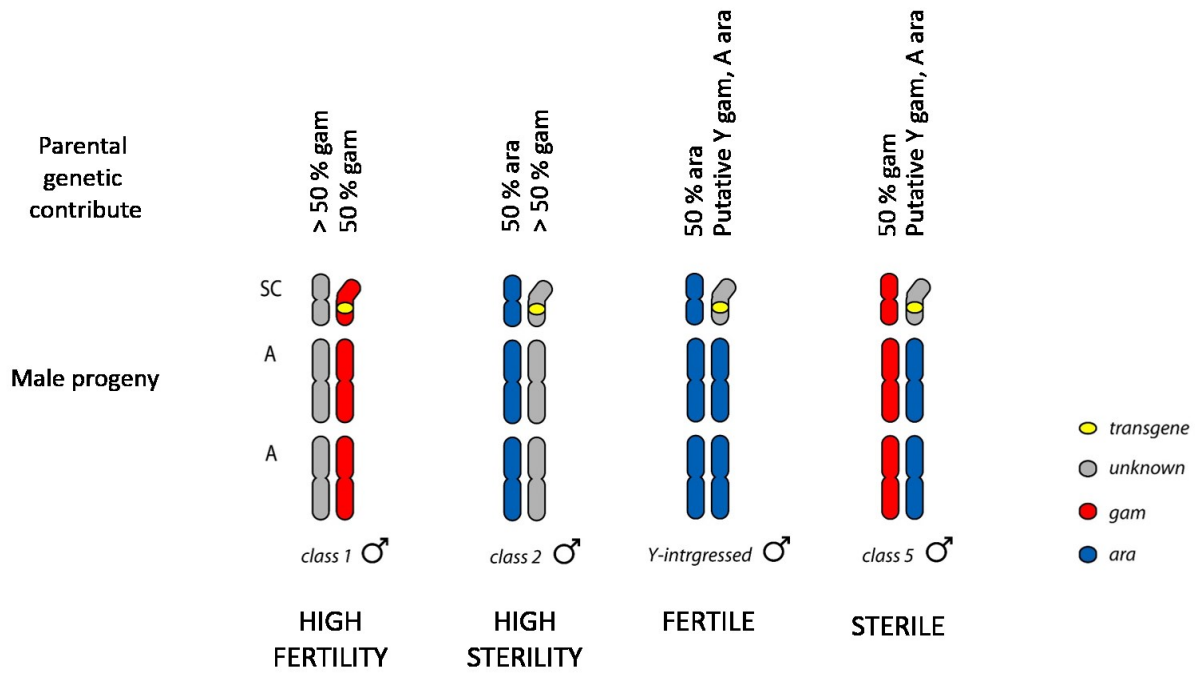 Parental
genetic
contribute
> 50 % gam
50 % gam
50 % ara
> 50 % gam
50 % ara
Putative Y gam, A ara
50 % gam
Putative Y gam, A ara
SC
A
Male progeny
A
transgene
unknown
gam
ara
class 1 ♂
class 2 ♂
Y-intrgressed ♂
class 5 ♂
HIGH
FERTILITY
HIGH
STERILITY
FERTILE
STERILE